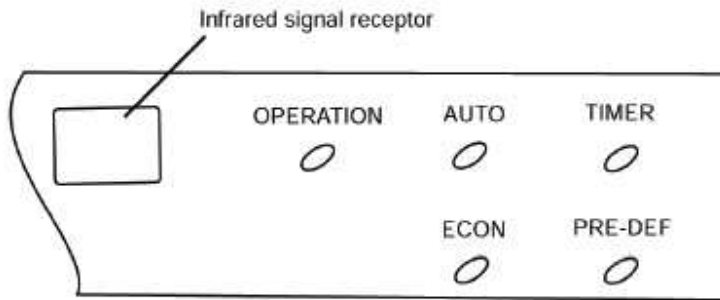 Infrared signal receptor
OPERATION AUTO TIMER
ECON PRE-DEF